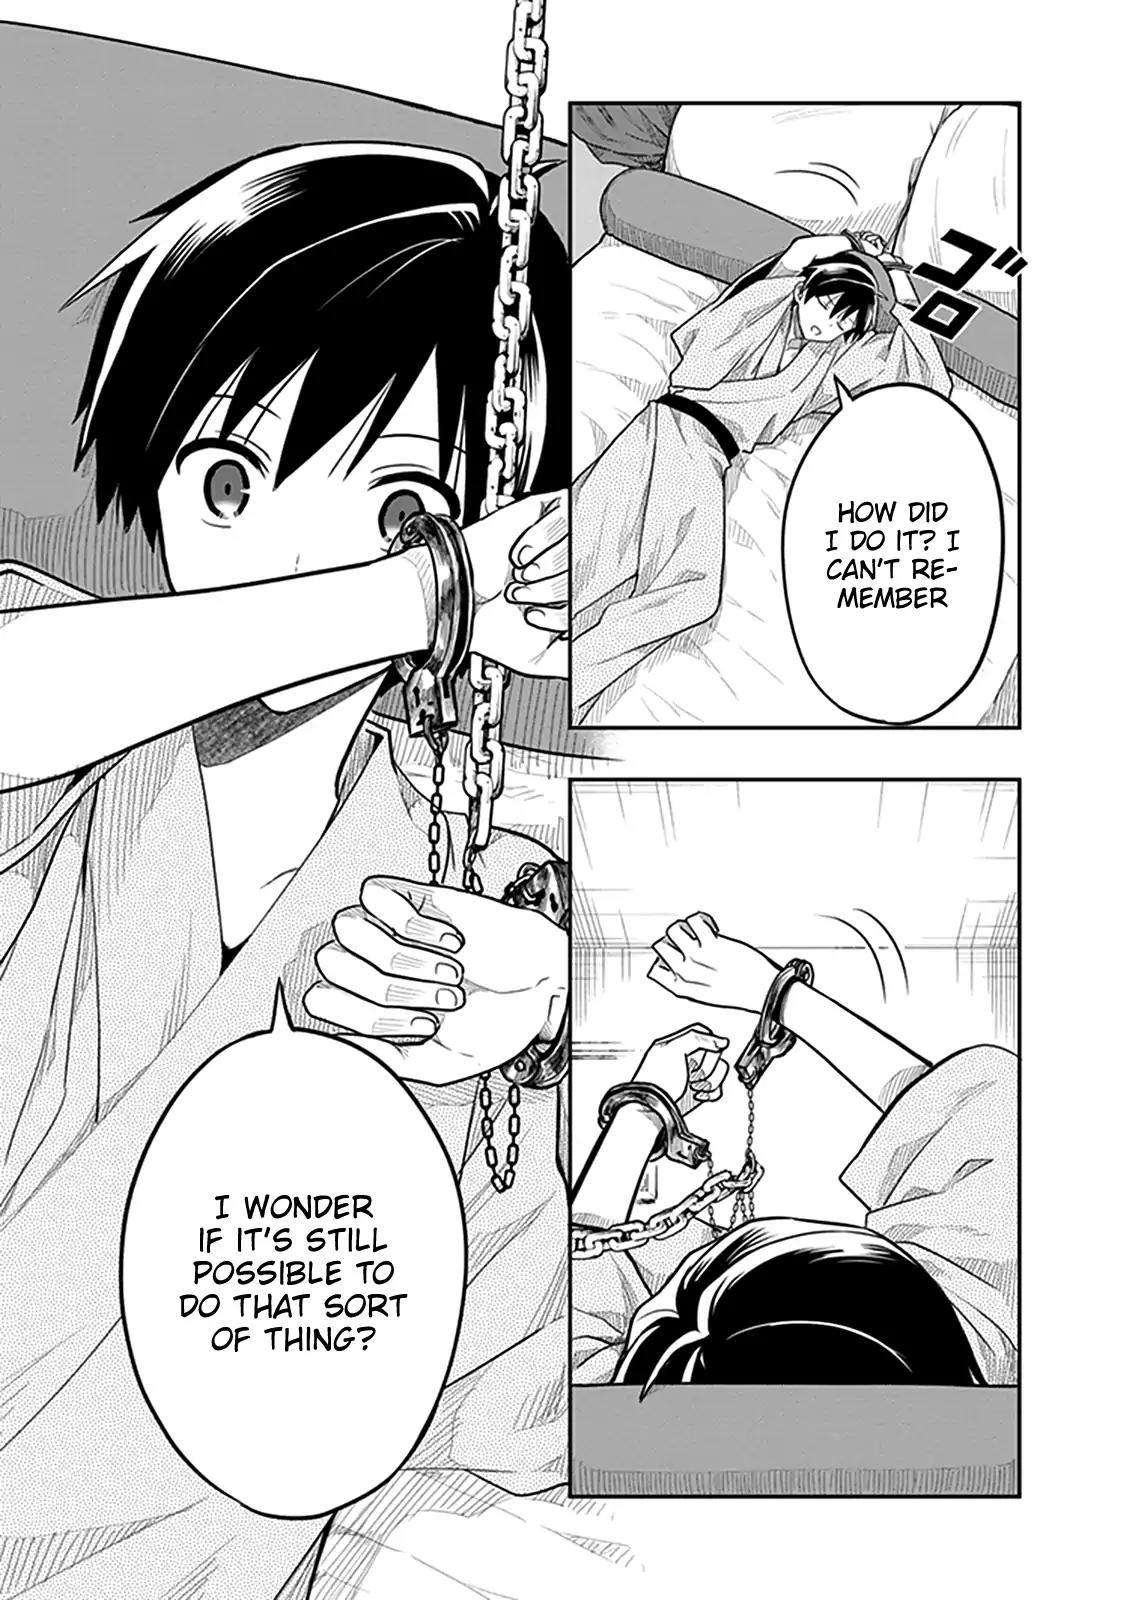 ゴロ
HOW DID
I DO IT? I
CAN'T RE-
MEMBER
I WONDER
IF IT'S STILL
POSSIBLE TO
DO THAT SORT
OF THING?